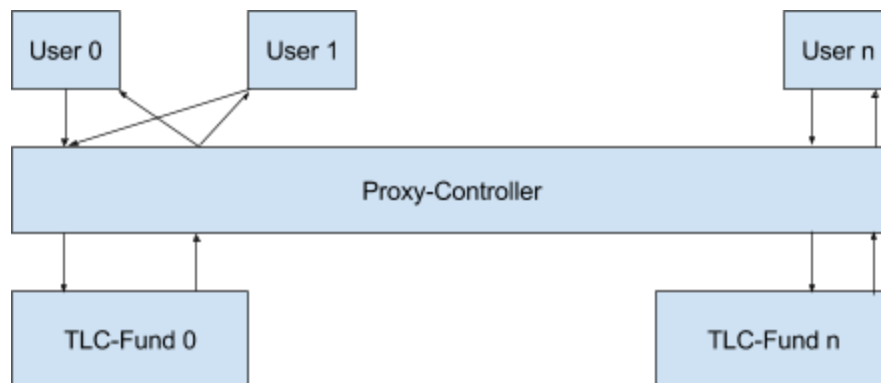 User 0
User 1
User n
Proxy-Controller
TLC-Fund 0
TLC-Fund n